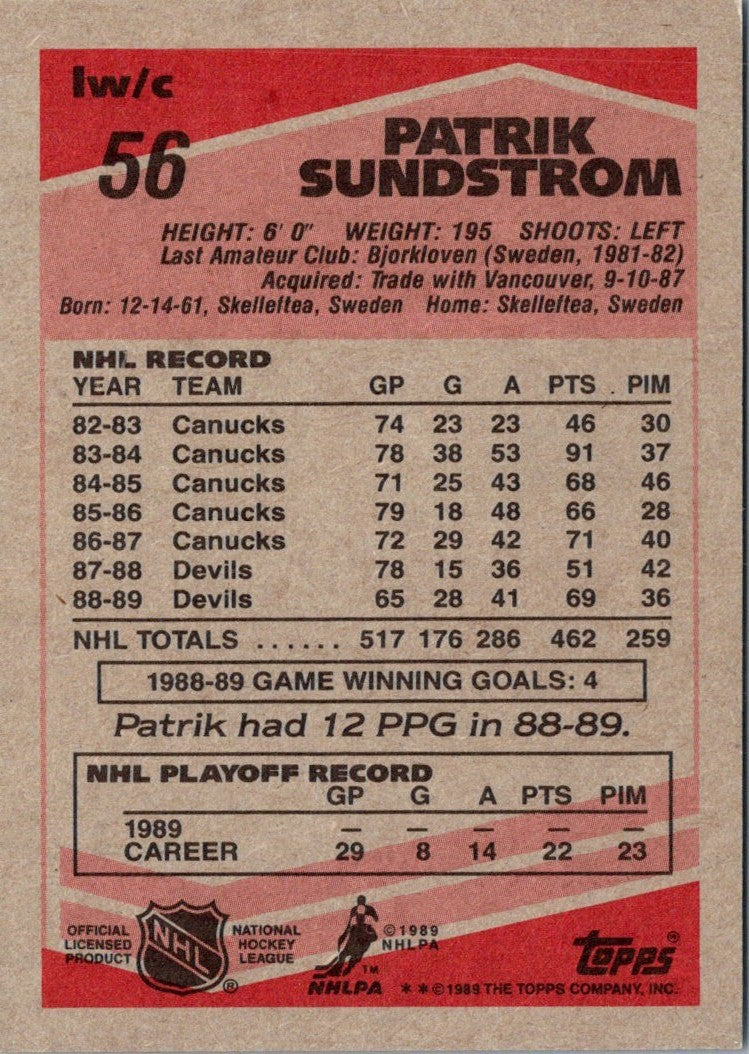 lw/c
56
PATRIK
SUNDSTROM
HEIGHT: 6' 0" WEIGHT: 195 SHOOTS: LEFT
Last Amateur Club: Bjorkloven (Sweden, 1981-82)
Acquired: Trade with Vancouver, 9-10-87
Born: 12-14-61, Skelleftea, Sweden Home: Skelleftea, Sweden
NHL RECORD
YEAR TEAM GP G A PTS PIM
82-83 Canucks 74 23 23 46 30
83-84 Canucks 78 38 53 91 37
84-85 Canucks 71 25 43 68 46
85-86 Canucks 79 18 48 66 28
86-87 Canucks 72 29 42 71 40
87-88 Devils 78 15 36 51 42
88-89 Devils 65 28 41 69 36
NHL TOTALS ...... 517 176 286 462 259
1988-89 GAME WINNING GOALS: 4
Patrik had 12 PPG in 88-89.
NHL PLAYOFF RECORD
GP G A PTS PIM
1989 — — — — —
CAREER 29 8 14 22 23
OFFICIAL LICENSED PRODUCT
NHL ®
NATIONAL HOCKEY LEAGUE
TM
NHLPA
© 1989 NHLPA
topps ®
* * © 1989 THE TOPPS COMPANY, INC.